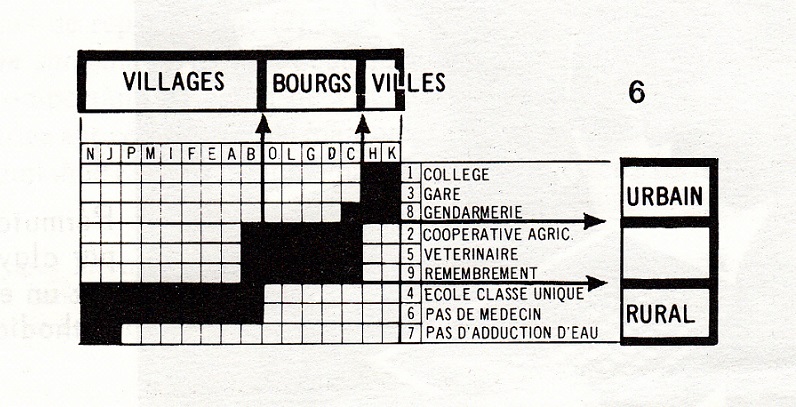 VILLAGES BOURGS VILLES
6
N J P M I F E A B O L G D C H K
1 COLLEGE
3 GARE
8 GENDARMERIE
URBAIN
2 COOPERATIVE AGRIC.
5 VETERINAIRE
9 REMEMBREMENT
4 ECOLE CLASSE UNIQUE
6 PAS DE MEDECIN
7 PAS D'ADDUCTION D'EAU
RURAL